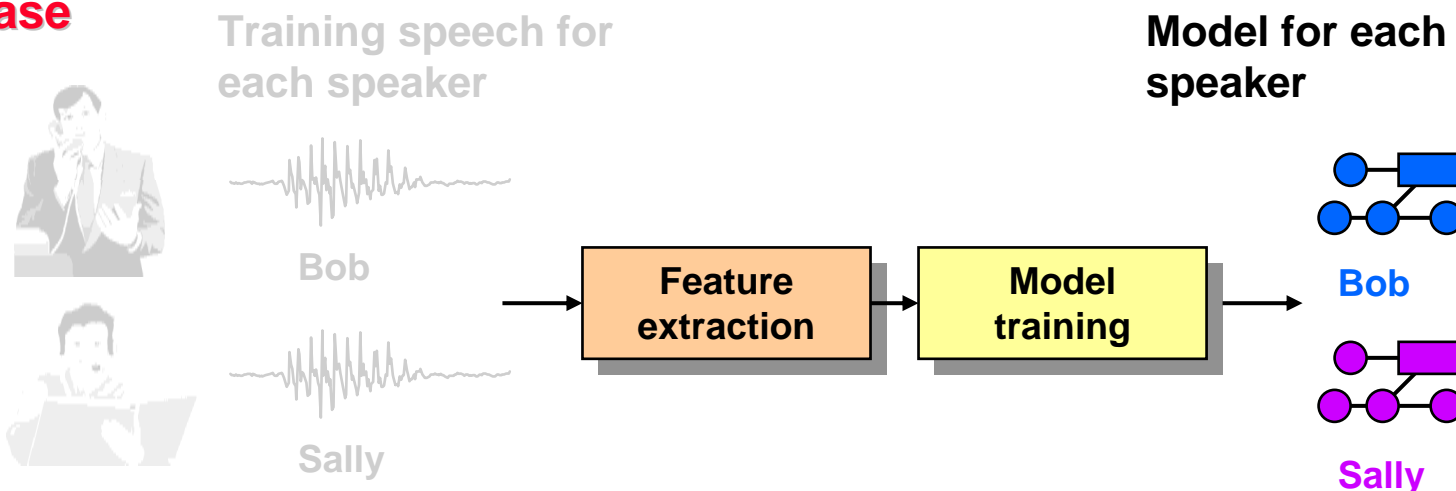 ase
Training speech for
each speaker
Model for each
speaker
Bob
Feature
extraction
Model
training
Bob
Sally
Sally